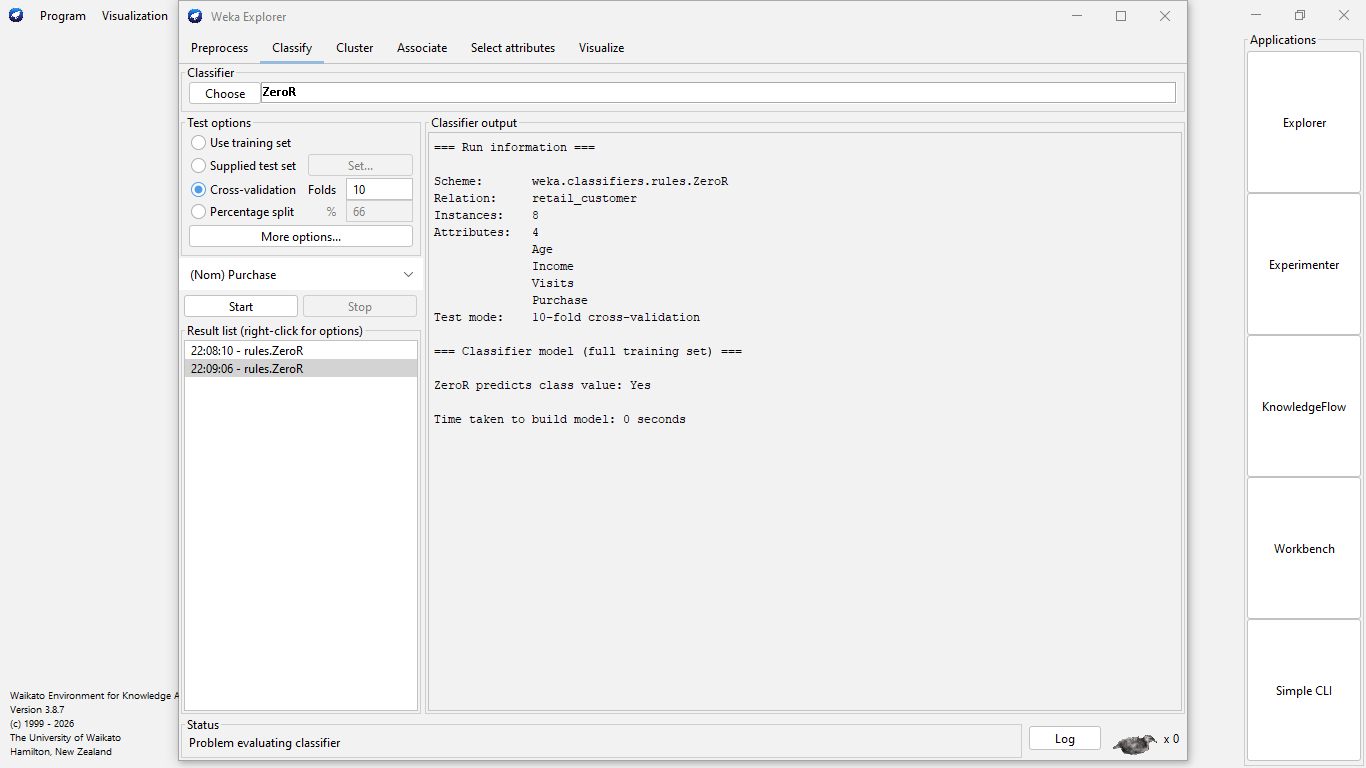 Program Visualization
Weka Explorer
Preprocess Classify Cluster Associate Select attributes Visualize
Classifier
Choose ZeroR
Test options
Use training set
Supplied test set Set...
Cross-validation Folds 10
Percentage split % 66
More options...
(Nom) Purchase
Start Stop
Result list (right-click for options)
22:08:10 - rules.ZeroR
22:09:06 - rules.ZeroR
Classifier output
=== Run information ===
Scheme: weka.classifiers.rules.ZeroR
Relation: retail_customer
Instances: 8
Attributes: 4
Age
Income
Visits
Purchase
Test mode: 10-fold cross-validation
=== Classifier model (full training set) ===
ZeroR predicts class value: Yes
Time taken to build model: 0 seconds
Applications
Explorer
Experimenter
KnowledgeFlow
Workbench
Simple CLI
Waikato Environment for Knowledge A
Version 3.8.7
(c) 1999 - 2026
The University of Waikato
Hamilton, New Zealand
Status
Problem evaluating classifier
Log
x 0